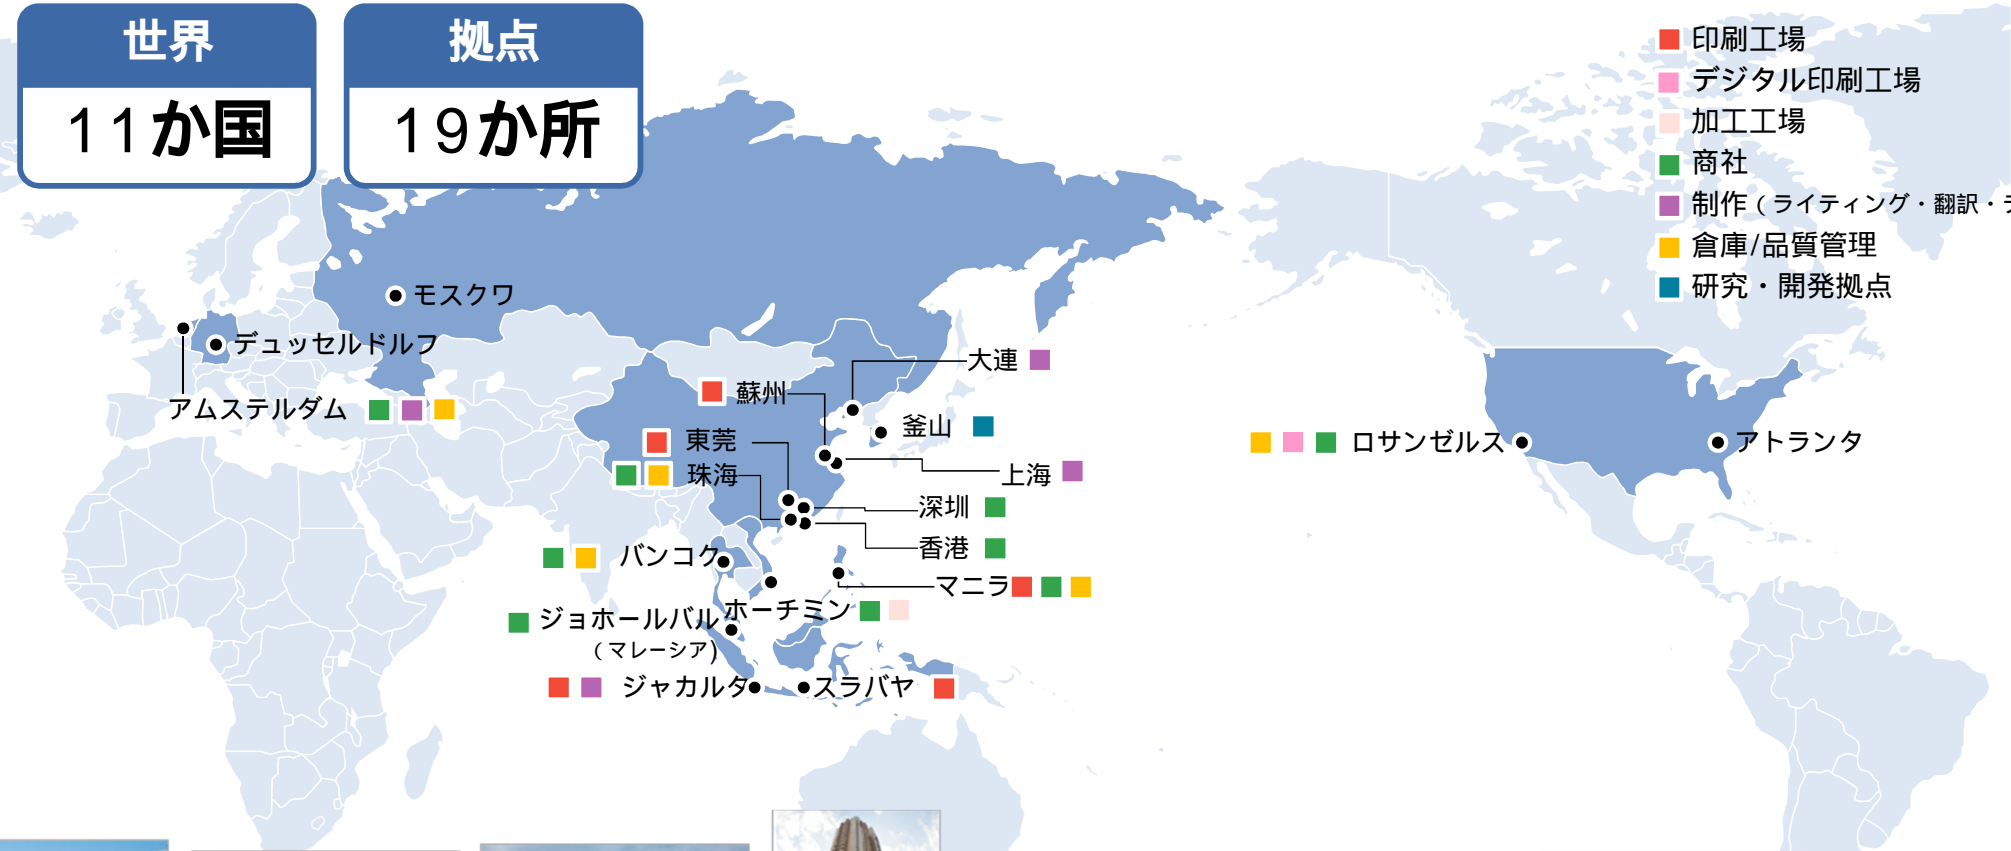 世界
11か国
拠点
19か所
印刷工場
デジタル印刷工場
加工工場
商社
制作(ライティング・翻訳・
倉庫/品質管理
研究・開発拠点
モスクワ
デュッセルドルフ
アムステルダム
大連
蘇州
釜山
東莞
珠海
上海
深圳
香港
バンコク
マニラ
ホーチミン
ジョホールバル
(マレーシア)
ジャカルタ
スラバヤ
ロサンゼルス
アトランタ